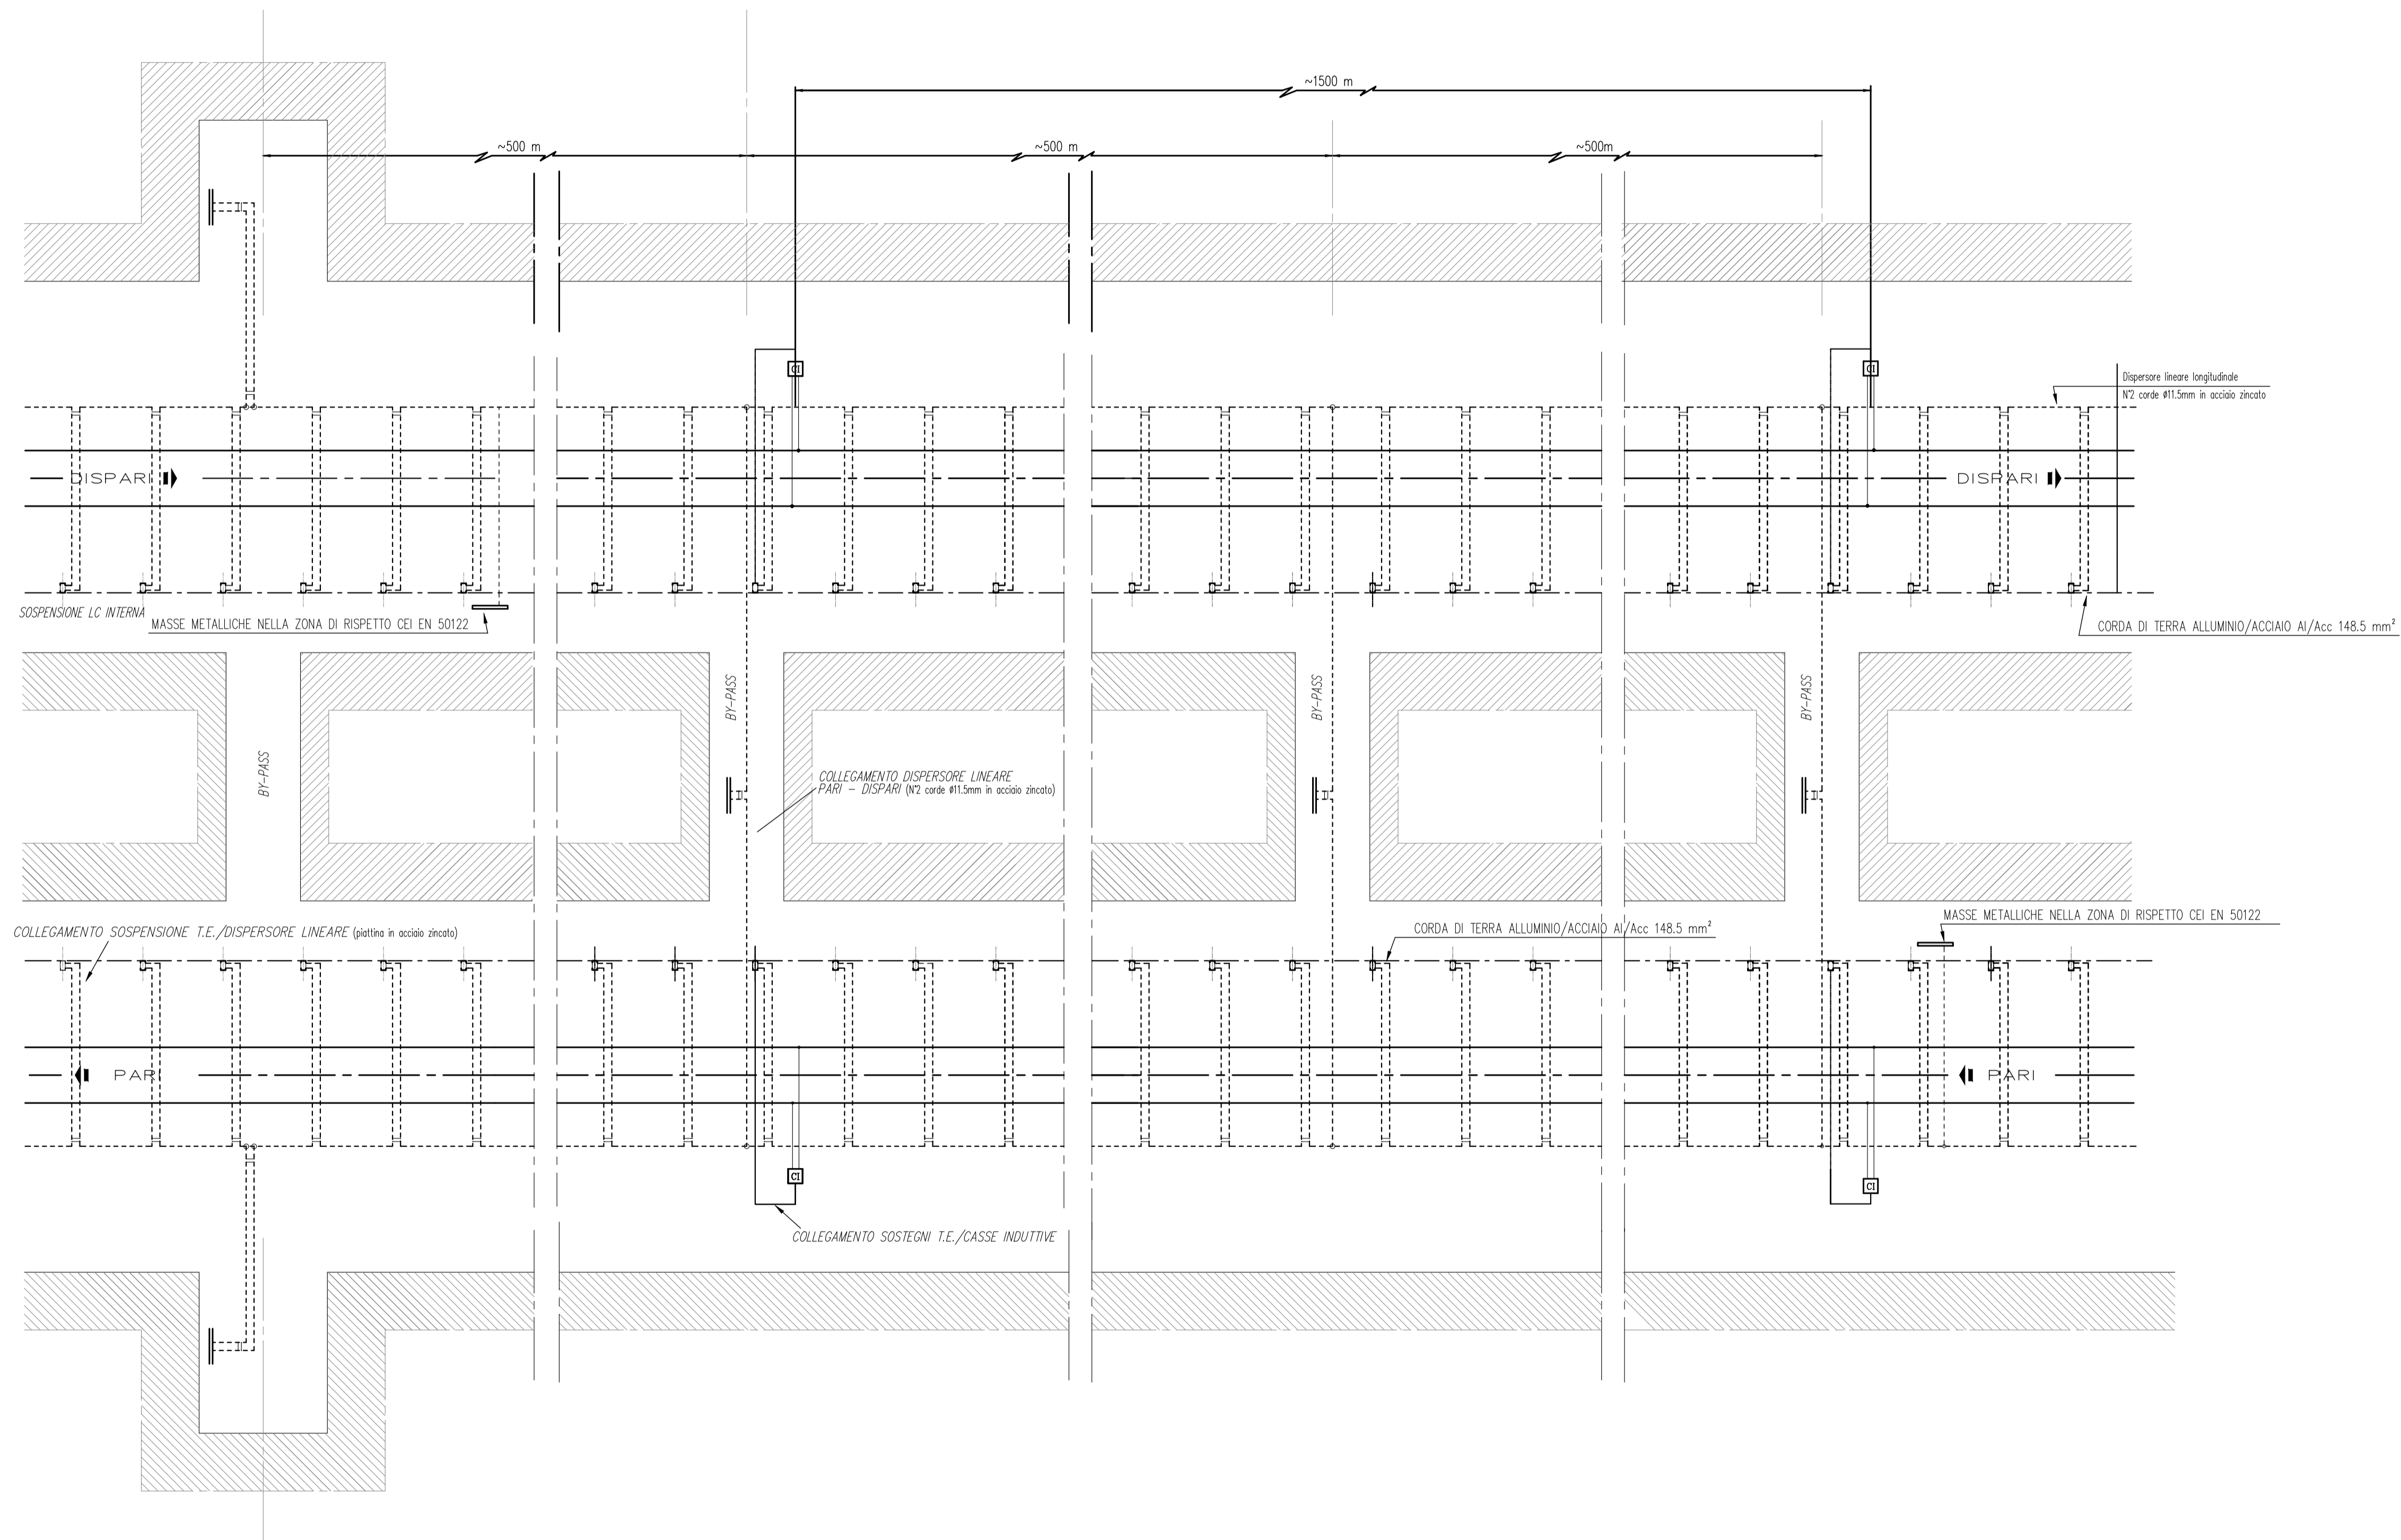 ~1500 m
~500 m
~500 m
~500m
CI
CI
Dispersore lineare longitudinale
N°2 corde ø11.5mm in acciaio zincato
DISPARI
DISPARI
SOSPENSIONE LC INTERNA
MASSE METALLICHE NELLA ZONA DI RISPETTO CEI EN 50122
CORDA DI TERRA ALLUMINIO/ACCIAIO Al/Acc 148.5 mm²
BY-PASS
BY-PASS
BY-PASS
BY-PASS
COLLEGAMENTO DISPERSORE LINEARE
PARI - DISPARI (N°2 corde ø11.5mm in acciaio zincato)
COLLEGAMENTO SOSPENSIONE T.E./DISPERSORE LINEARE (piattina in acciaio zincato)
CORDA DI TERRA ALLUMINIO/ACCIAIO Al/Acc 148.5 mm²
MASSE METALLICHE NELLA ZONA DI RISPETTO CEI EN 50122
PARI
PARI
CI
CI
COLLEGAMENTO SOSTEGNI T.E./CASSE INDUTTIVE